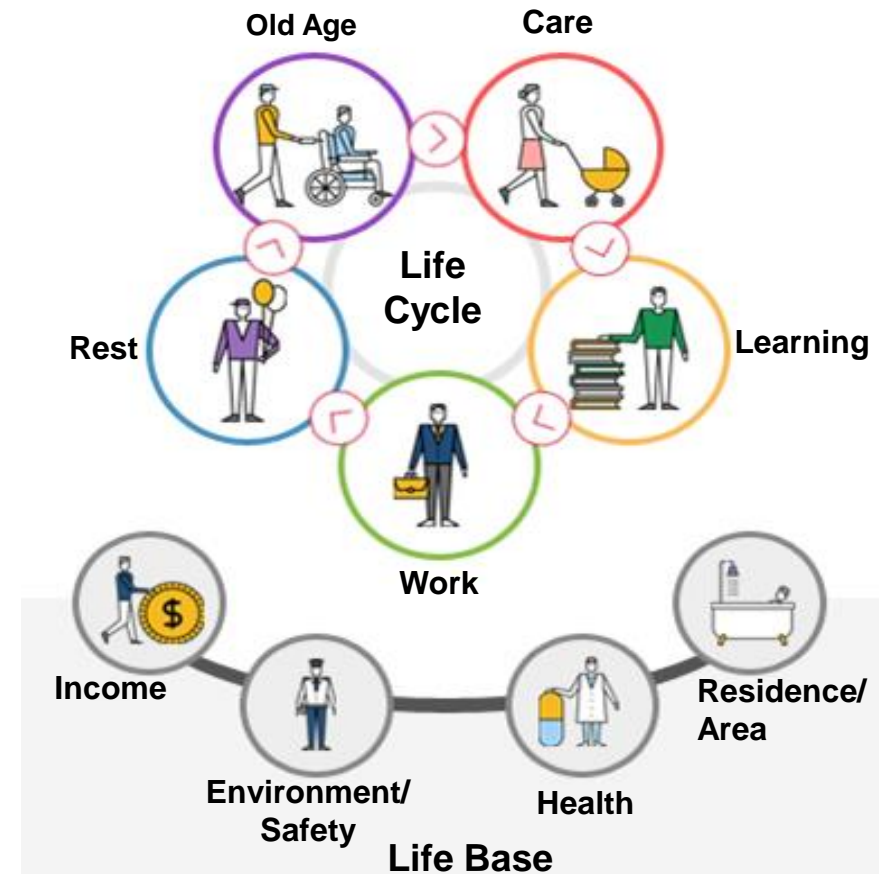 Old Age
Care
Life
Cycle
Rest
Learning
Work
$
Income
Residence/
Area
Environment/
Safety
Health
Life Base